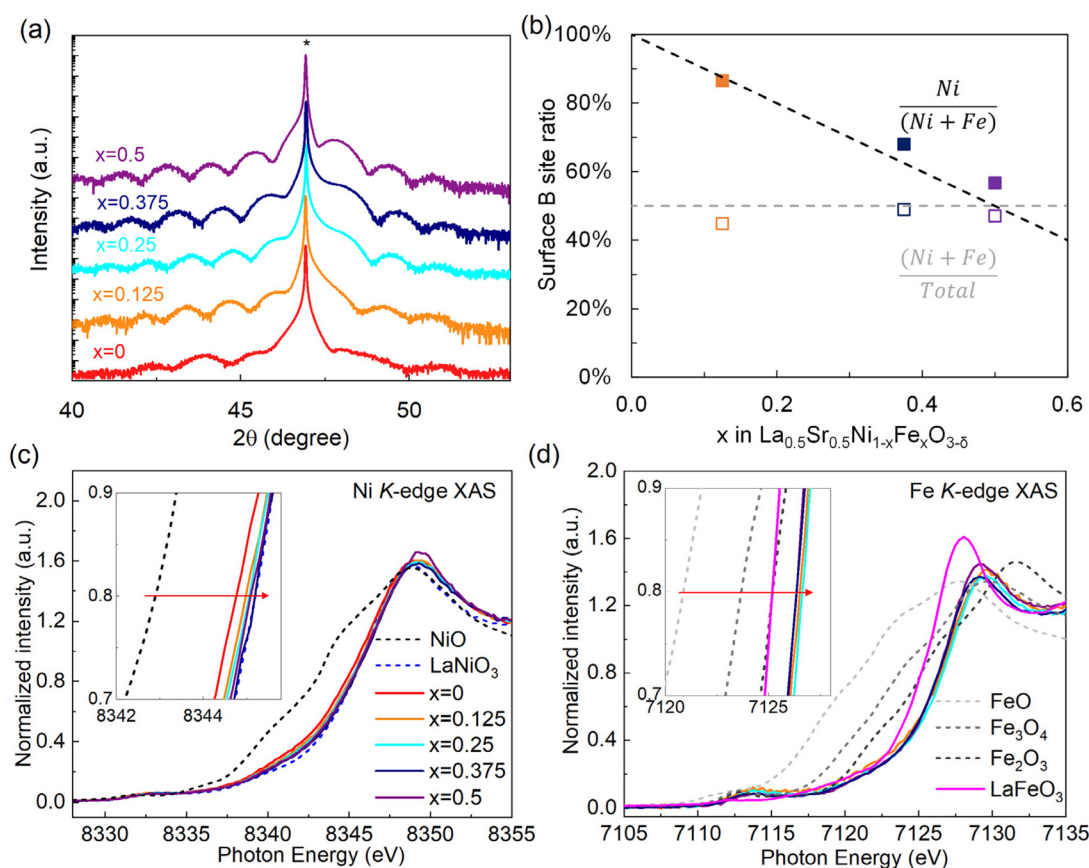 (a)
*
x=0.5
x=0.375
x=0.25
x=0.125
x=0
Intensity (a.u.)
40 45 50
2θ (degree)
(b)
100%
80%
60%
40%
20%
0%
Surface B site ratio
Ni
(Ni + Fe)
(Ni + Fe)
Total
0.0 0.2 0.4 0.6
x in La0.5Sr0.5Ni1-xFexO3-δ
(c)
2.0
1.6
1.2
0.8
0.4
0.0
Normalized intensity (a.u.)
0.9
0.8
0.7
8342 8344
Ni K-edge XAS
NiO
LaNiO3
x=0
x=0.125
x=0.25
x=0.375
x=0.5
8330 8335 8340 8345 8350 8355
Photon Energy (eV)
(d)
2.0
1.6
1.2
0.8
0.4
0.0
Normalized intensity (a.u.)
0.9
0.8
0.7
7120 7125
Fe K-edge XAS
FeO
Fe3O4
Fe2O3
LaFeO3
7105 7110 7115 7120 7125 7130 7135
Photon Energy (eV)